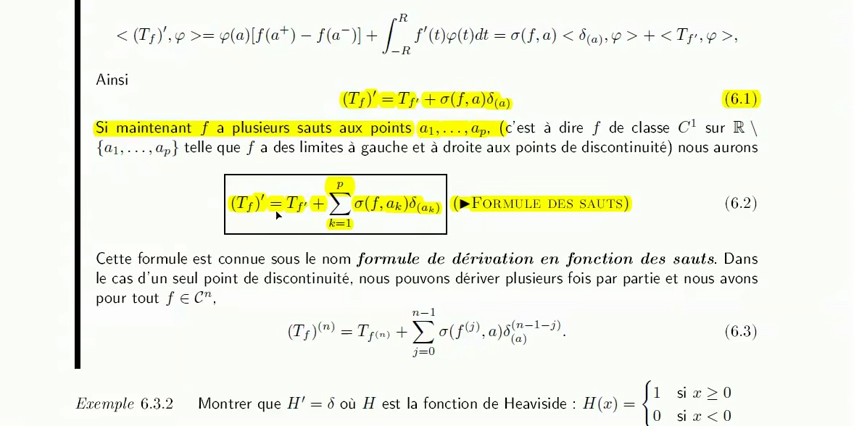 < (T_f)′, φ >= φ(a)[f(a⁺) − f(a⁻)] + ∫_{−R}^{R} f′(t)φ(t)dt = σ(f, a) < δ_{(a)}, φ > + < T_{f′}, φ >,
Ainsi
(T_f)′ = T_{f′} + σ(f, a)δ_{(a)} (6.1)
Si maintenant f a plusieurs sauts aux points a₁, . . . , a_p, (c'est à dire f de classe C¹ sur ℝ \
{a₁, . . . , a_p} telle que f a des limites à gauche et à droite aux points de discontinuité) nous aurons
(T_f)′ = T_{f′} + ∑_{k=1}^{p} σ(f, a_k)δ_{(a_k)} (►FORMULE DES SAUTS) (6.2)
Cette formule est connue sous le nom formule de dérivation en fonction des sauts. Dans
le cas d'un seul point de discontinuité, nous pouvons dériver plusieurs fois par partie et nous avons
pour tout f ∈ 𝒞ⁿ,
(T_f)^{(n)} = T_{f^{(n)}} + ∑_{j=0}^{n−1} σ(f^{(j)}, a)δ_{(a)}^{(n−1−j)}. (6.3)
Exemple 6.3.2 Montrer que H′ = δ où H est la fonction de Heaviside : H(x) = { 1 si x ≥ 0
0 si x < 0